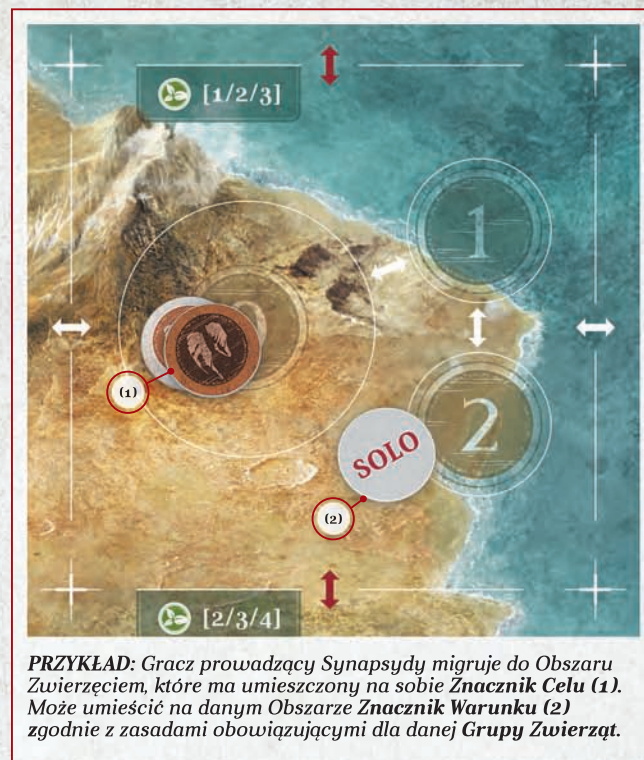 [1/2/3]
1
(1)
2
SOLO
(2)
[2/3/4]
PRZYKŁAD: Gracz prowadzący Synapsydy migruje do Obszaru
Zwierzęciem, które ma umieszczony na sobie Znacznik Celu (1).
Może umieścić na danym Obszarze Znacznik Warunku (2)
zgodnie z zasadami obowiązującymi dla danej Grupy Zwierząt.